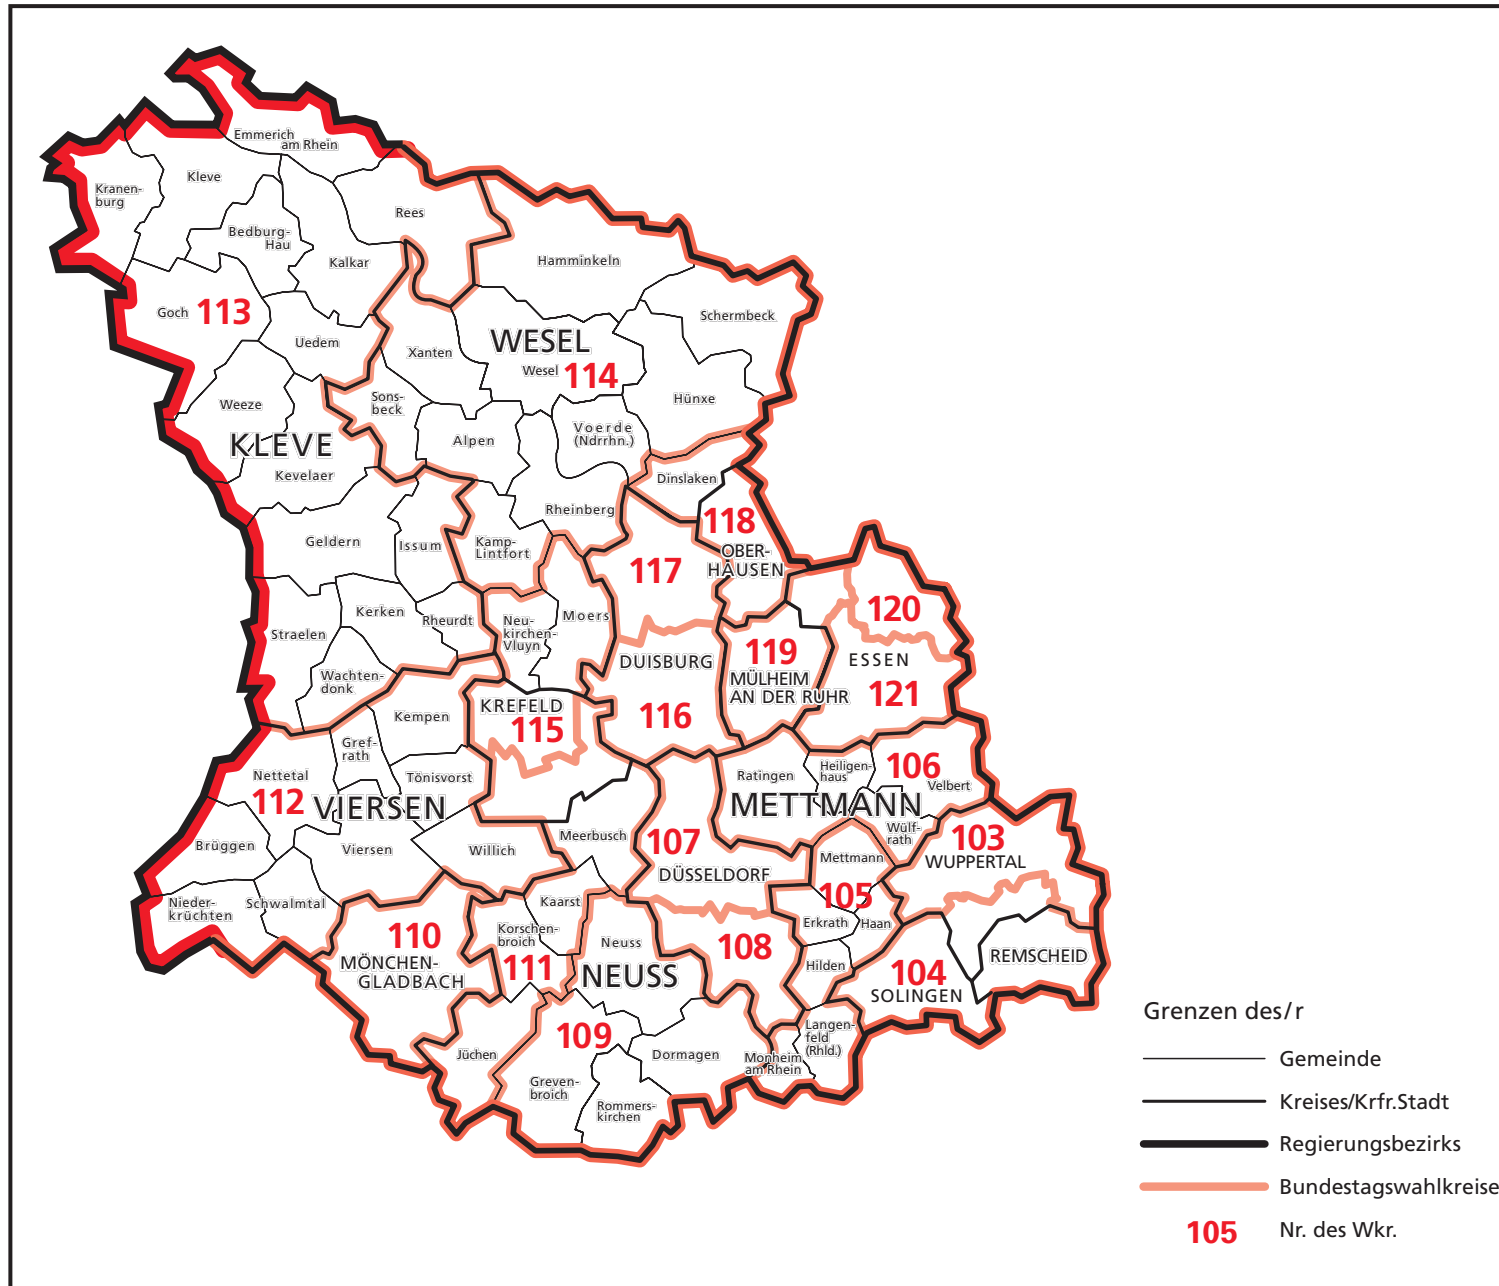 Emmerich
am Rhein
Kleve
Kranen-
burg
Rees
Bedburg-
Hau
Kalkar
Hamminkeln
Goch
113
Schermbeck
Uedem
Xanten
WESEL
Wesel
114
Weeze
Sons-
beck
Hünxe
KLEVE
Alpen
Voerde
(Ndrrhn.)
Kevelaer
Dinslaken
Rheinberg
118
Geldern
Issum
Kamp-
Lintfort
OBER-
HAUSEN
117
120
Kerken
Rheurdt
Neu-
kirchen-
Vluyn
Moers
Straelen
DUISBURG
119
ESSEN
Wachten-
donk
MÜLHEIM
AN DER RUHR
121
Kempen
KREFELD
115
116
Gref-
rath
Nettetal
112
VIERSEN
Tönisvorst
Ratingen
Heiligen-
haus
106
Velbert
METTMANN
Brüggen
Viersen
Willich
Meerbusch
107
DÜSSELDORF
Wülf-
rath
103
WUPPERTAL
Mettmann
105
Nieder-
krüchten
Schwalmtal
Kaarst
Erkrath
Haan
110
MÖNCHEN-
GLADBACH
Korschen-
broich
111
Neuss
NEUSS
108
Hilden
104
SOLINGEN
REMSCHEID
109
Jüchen
Dormagen
Langen-
feld
(Rhld.)
Monheim
am Rhein
Greven-
broich
Rommers-
kirchen
Grenzen des/r
Gemeinde
Kreises/Krfr.Stadt
Regierungsbezirks
Bundestagswahlkreise
105 Nr. des Wkr.